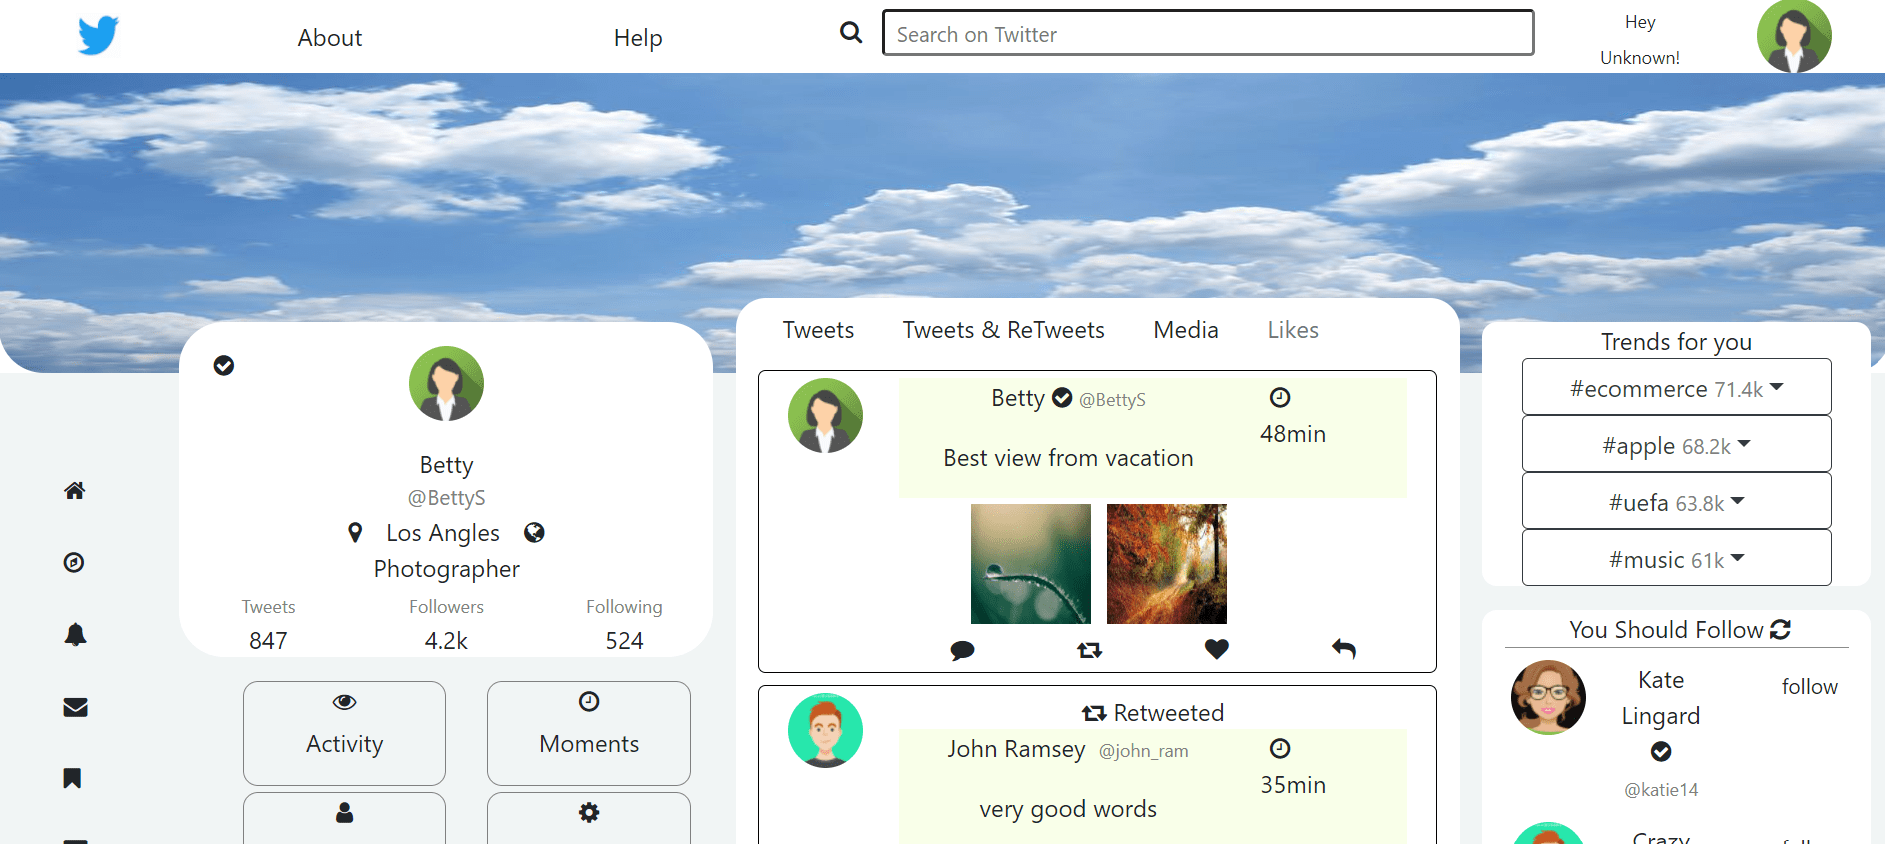 About
Help
Search on Twitter
Hey
Unknown!
Betty
@BettyS
Los Angles
Photographer
Tweets
Followers
Following
847
4.2k
524
Activity
Moments
Tweets
Tweets & ReTweets
Media
Likes
Betty @BettyS
48min
Best view from vacation
Retweeted
John Ramsey @john_ram
35min
very good words
Trends for you
#ecommerce 71.4k
#apple 68.2k
#uefa 63.8k
#music 61k
You Should Follow
Kate
Lingard
follow
@katie14
Crazy